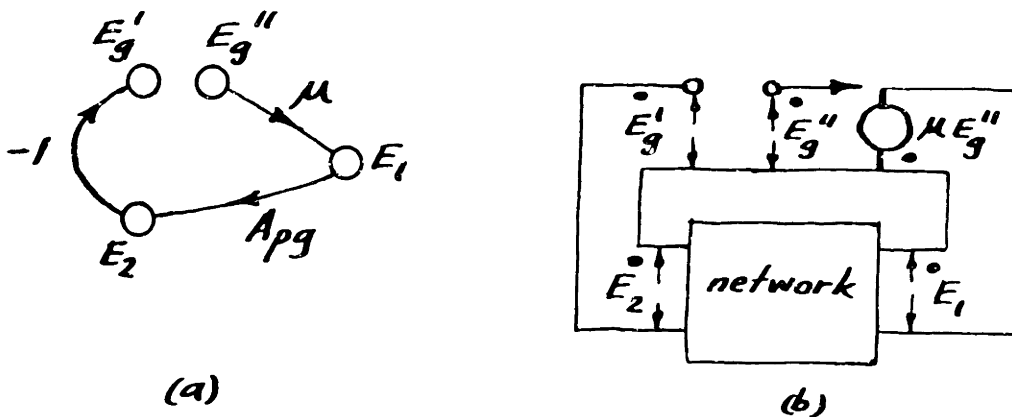 E_g' E_g''
μ
-1
E_1
A_pg
E_2
(a)
E_g' E_g'' μE_g''
E_2 network E_1
(b)